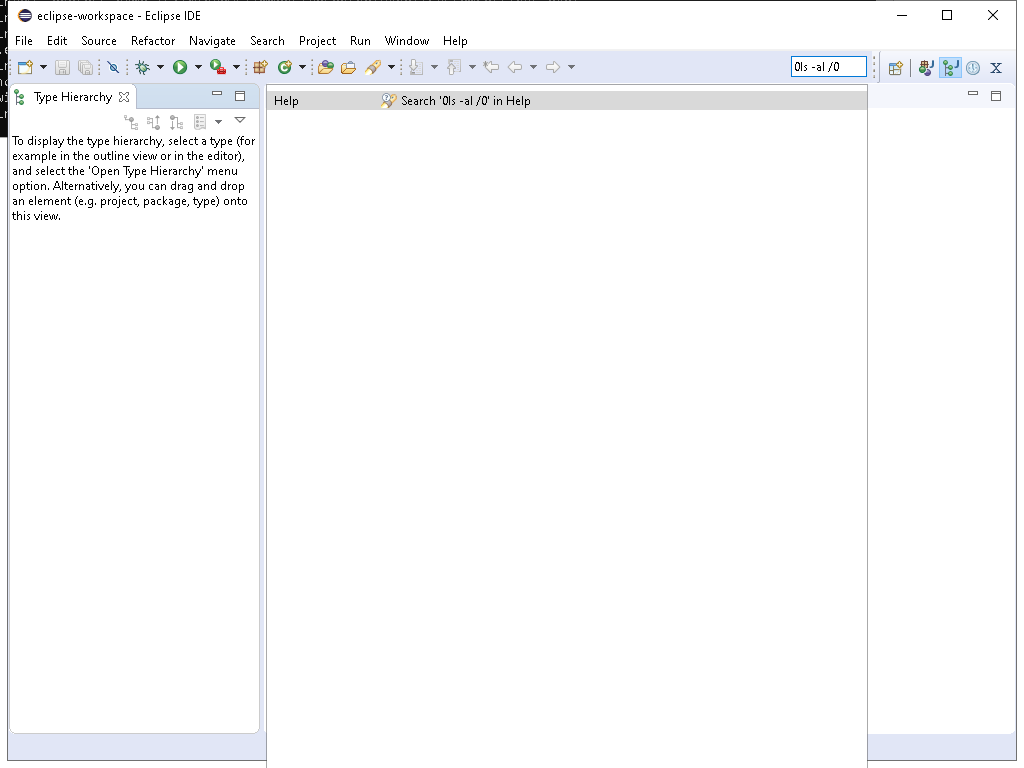 eclipse-workspace - Eclipse IDE
File Edit Source Refactor Navigate Search Project Run Window Help
0ls -al /0
Type Hierarchy
Help Search '0ls -al /0' in Help
To display the type hierarchy, select a type (for
example in the outline view or in the editor),
and select the 'Open Type Hierarchy' menu
option. Alternatively, you can drag and drop
an element (e.g. project, package, type) onto
this view.